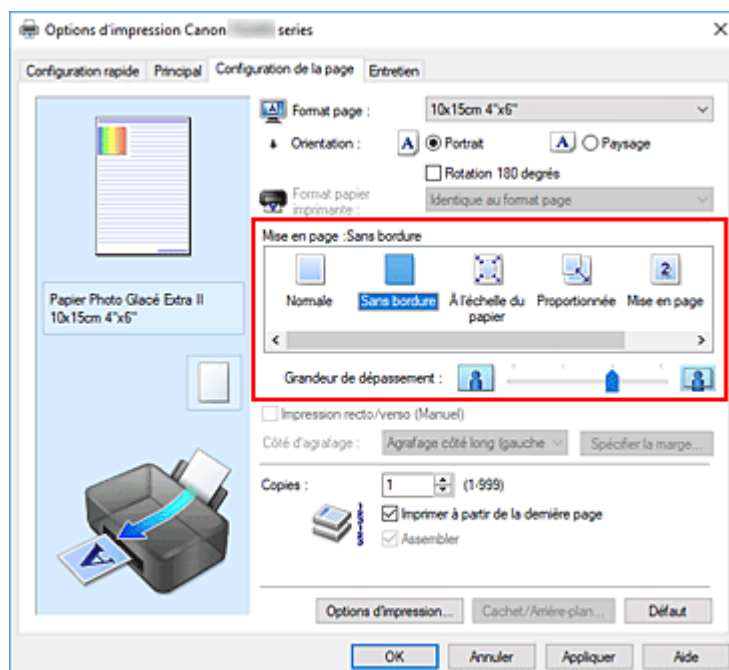 Options d'impression Canon series
Configuration rapide Principal Configuration de la page Entretien
Format page : 10x15cm 4"x6"
Orientation : A Portrait A Paysage
Rotation 180 degrés
Format papier
imprimante : Identique au format page
Mise en page :Sans bordure
2
Normale Sans bordure À l'échelle du papier Proportionnée Mise en page
Papier Photo Glacé Extra II
10x15cm 4"x6"
Grandeur de dépassement :
Impression recto/verso (Manuel)
Côté d'agrafage : Agrafage côté long (gauche Spécifier la marge...
Copies : 1 (1-999)
Imprimer à partir de la dernière page
Assembler
A
Options d'impression... Cachet/Arrière-plan... Défaut
OK Annuler Appliquer Aide